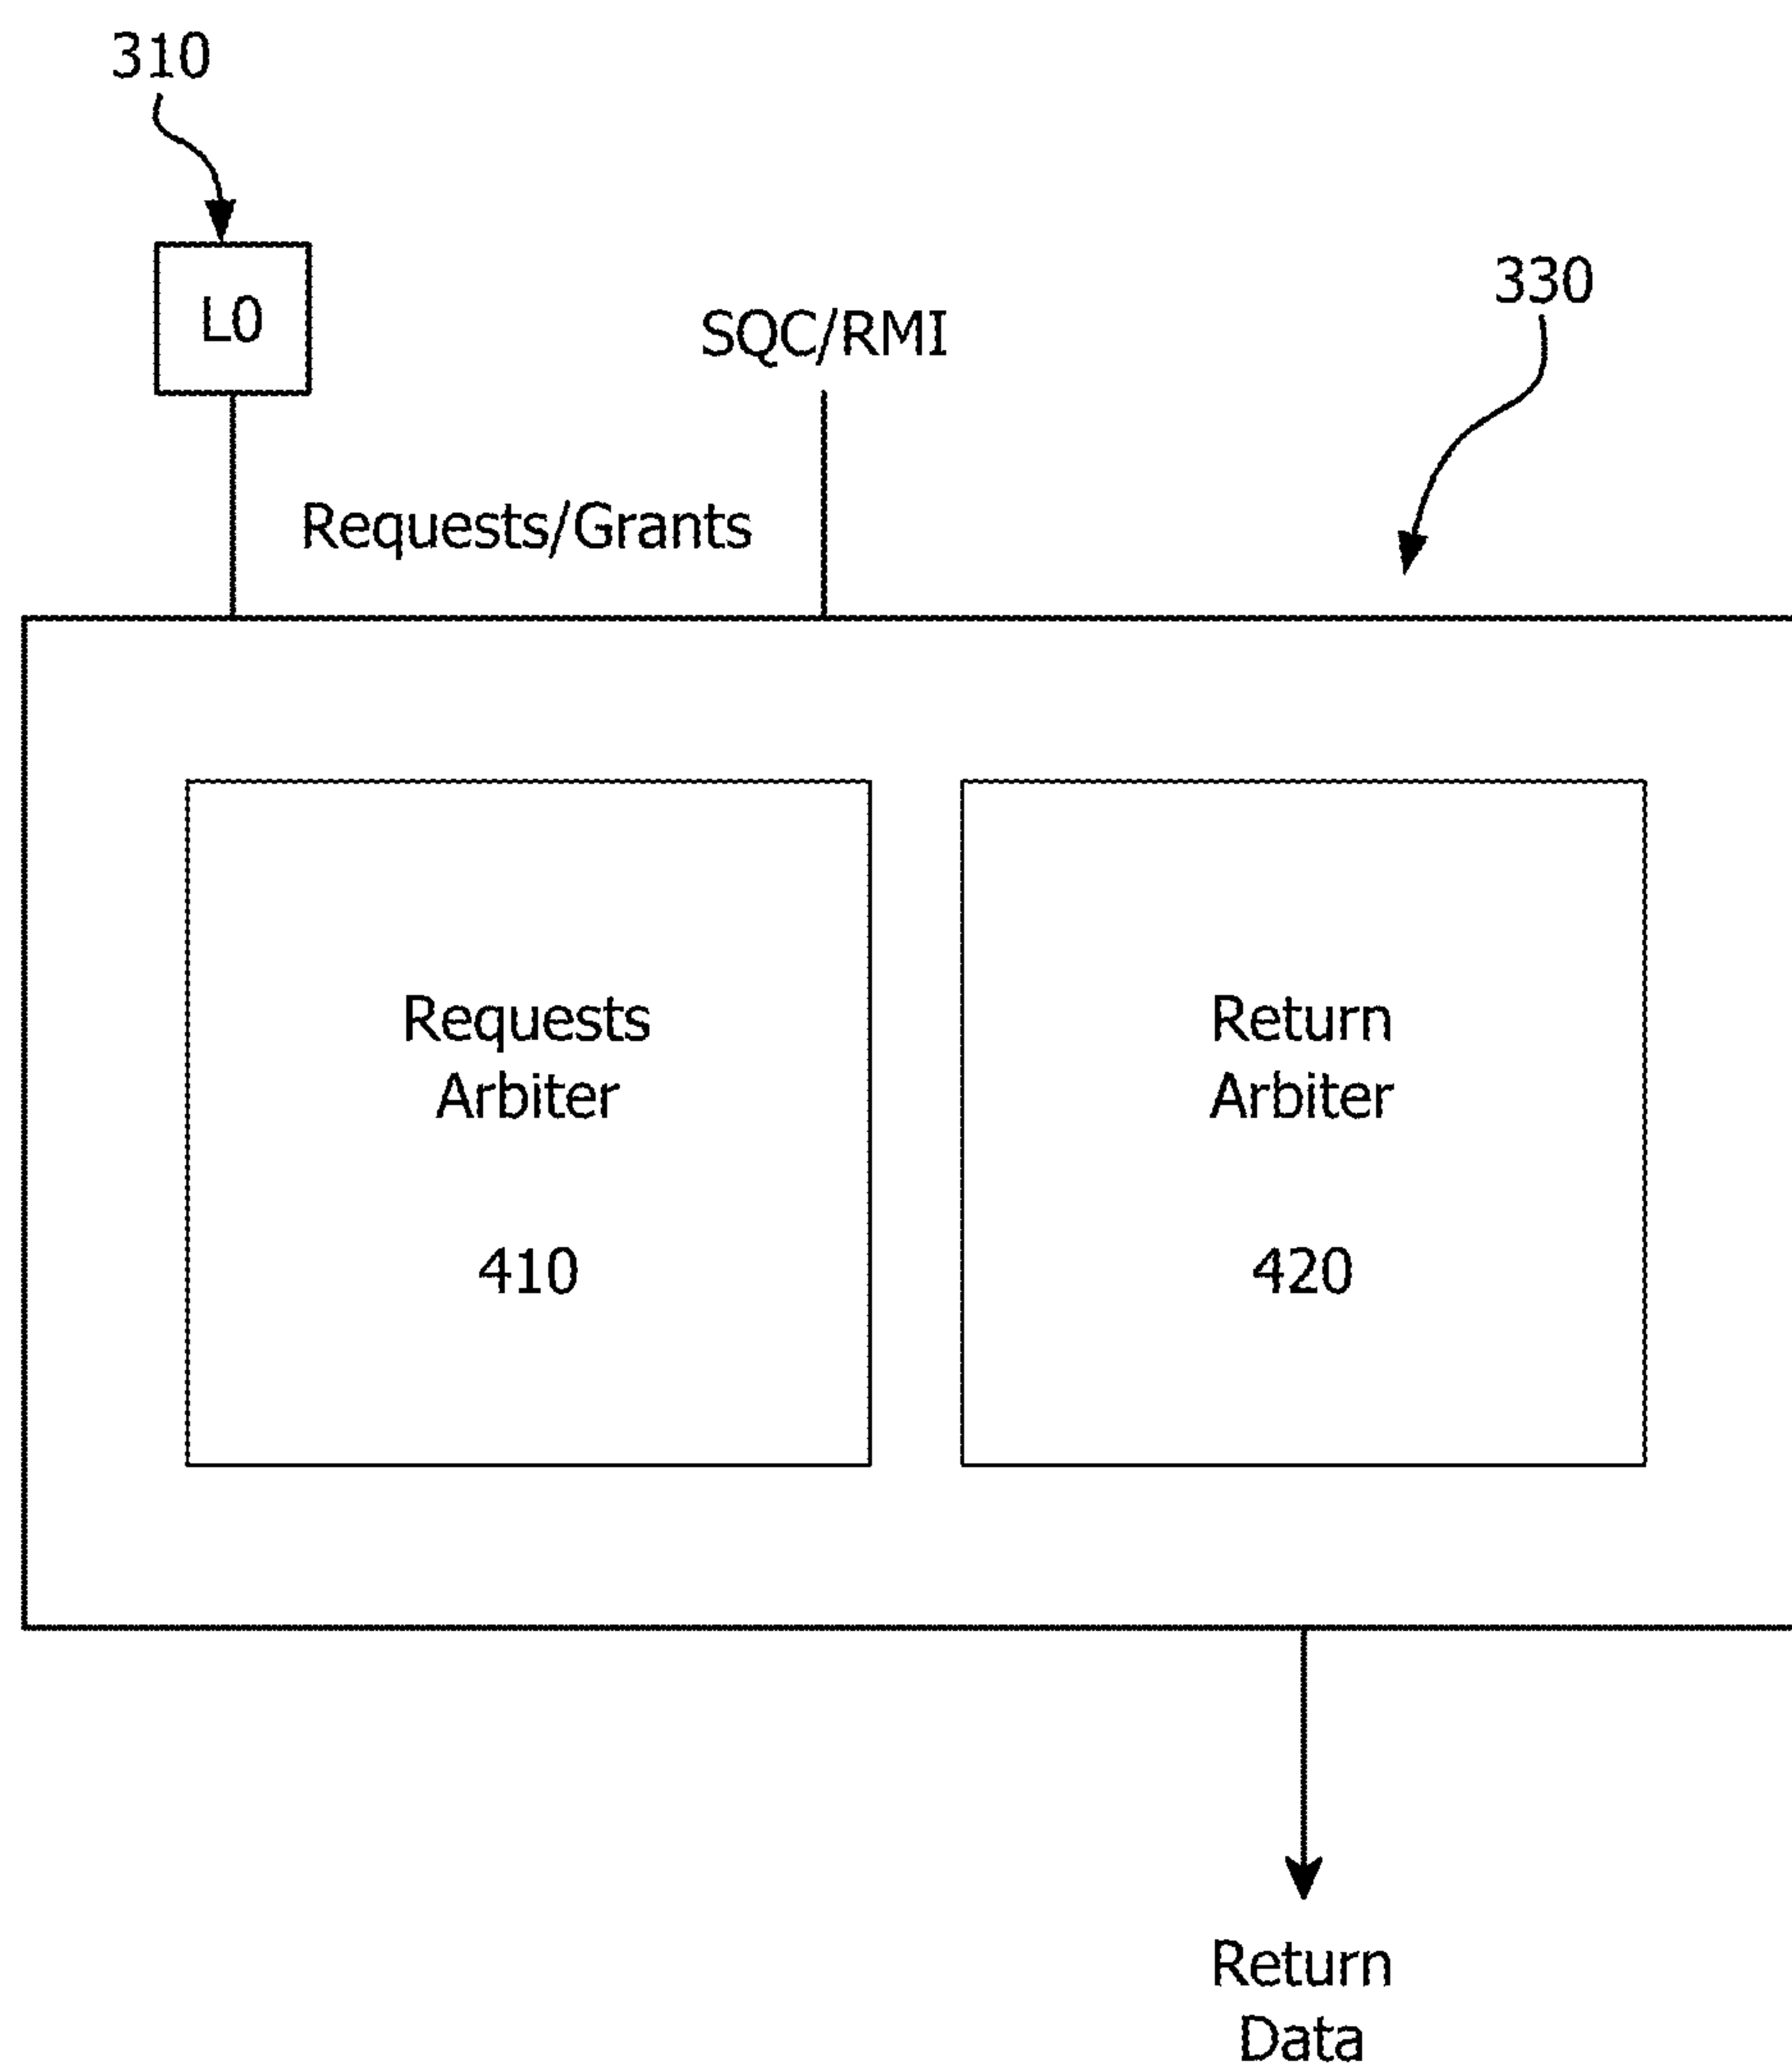 310
330
L0
SQC/RMI
Requests/Grants
Requests
Arbiter
410
Return
Arbiter
420
Return
Data